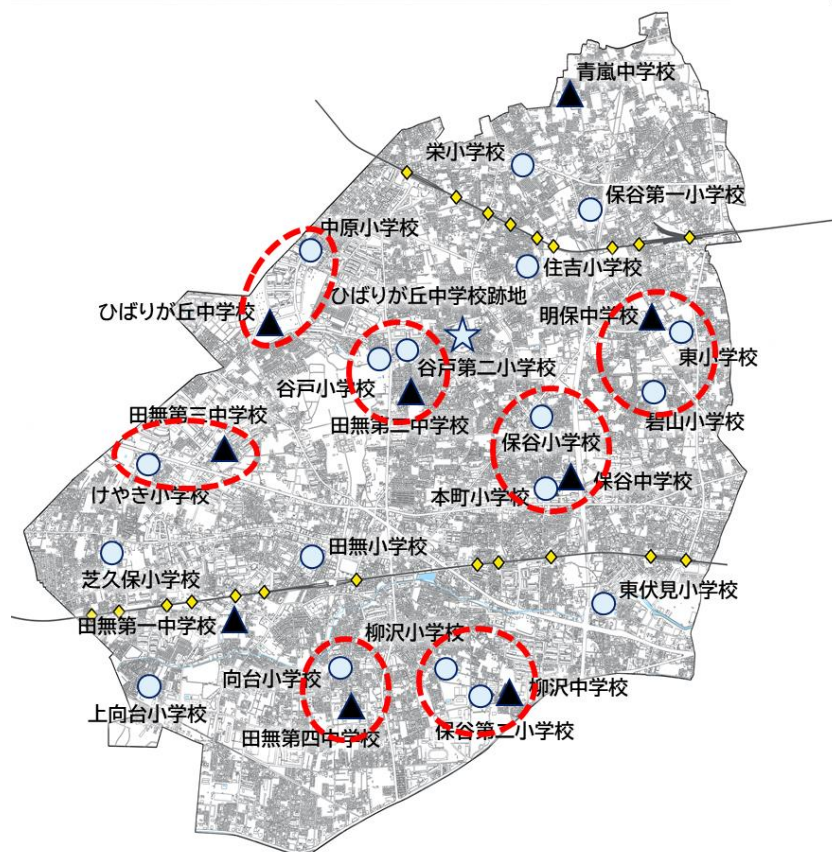 青嵐中学校
栄小学校
保谷第一小学校
中原小学校
住吉小学校
ひばりが丘中学校跡地
ひばりが丘中学校
明保中学校
東小学校
谷戸第二小学校
谷戸小学校
田無第二中学校
碧山小学校
田無第三中学校
保谷小学校
けやき小学校
保谷中学校
本町小学校
田無小学校
芝久保小学校
東伏見小学校
田無第一中学校
柳沢小学校
向台小学校
柳沢中学校
上向台小学校
保谷第二小学校
田無第四中学校